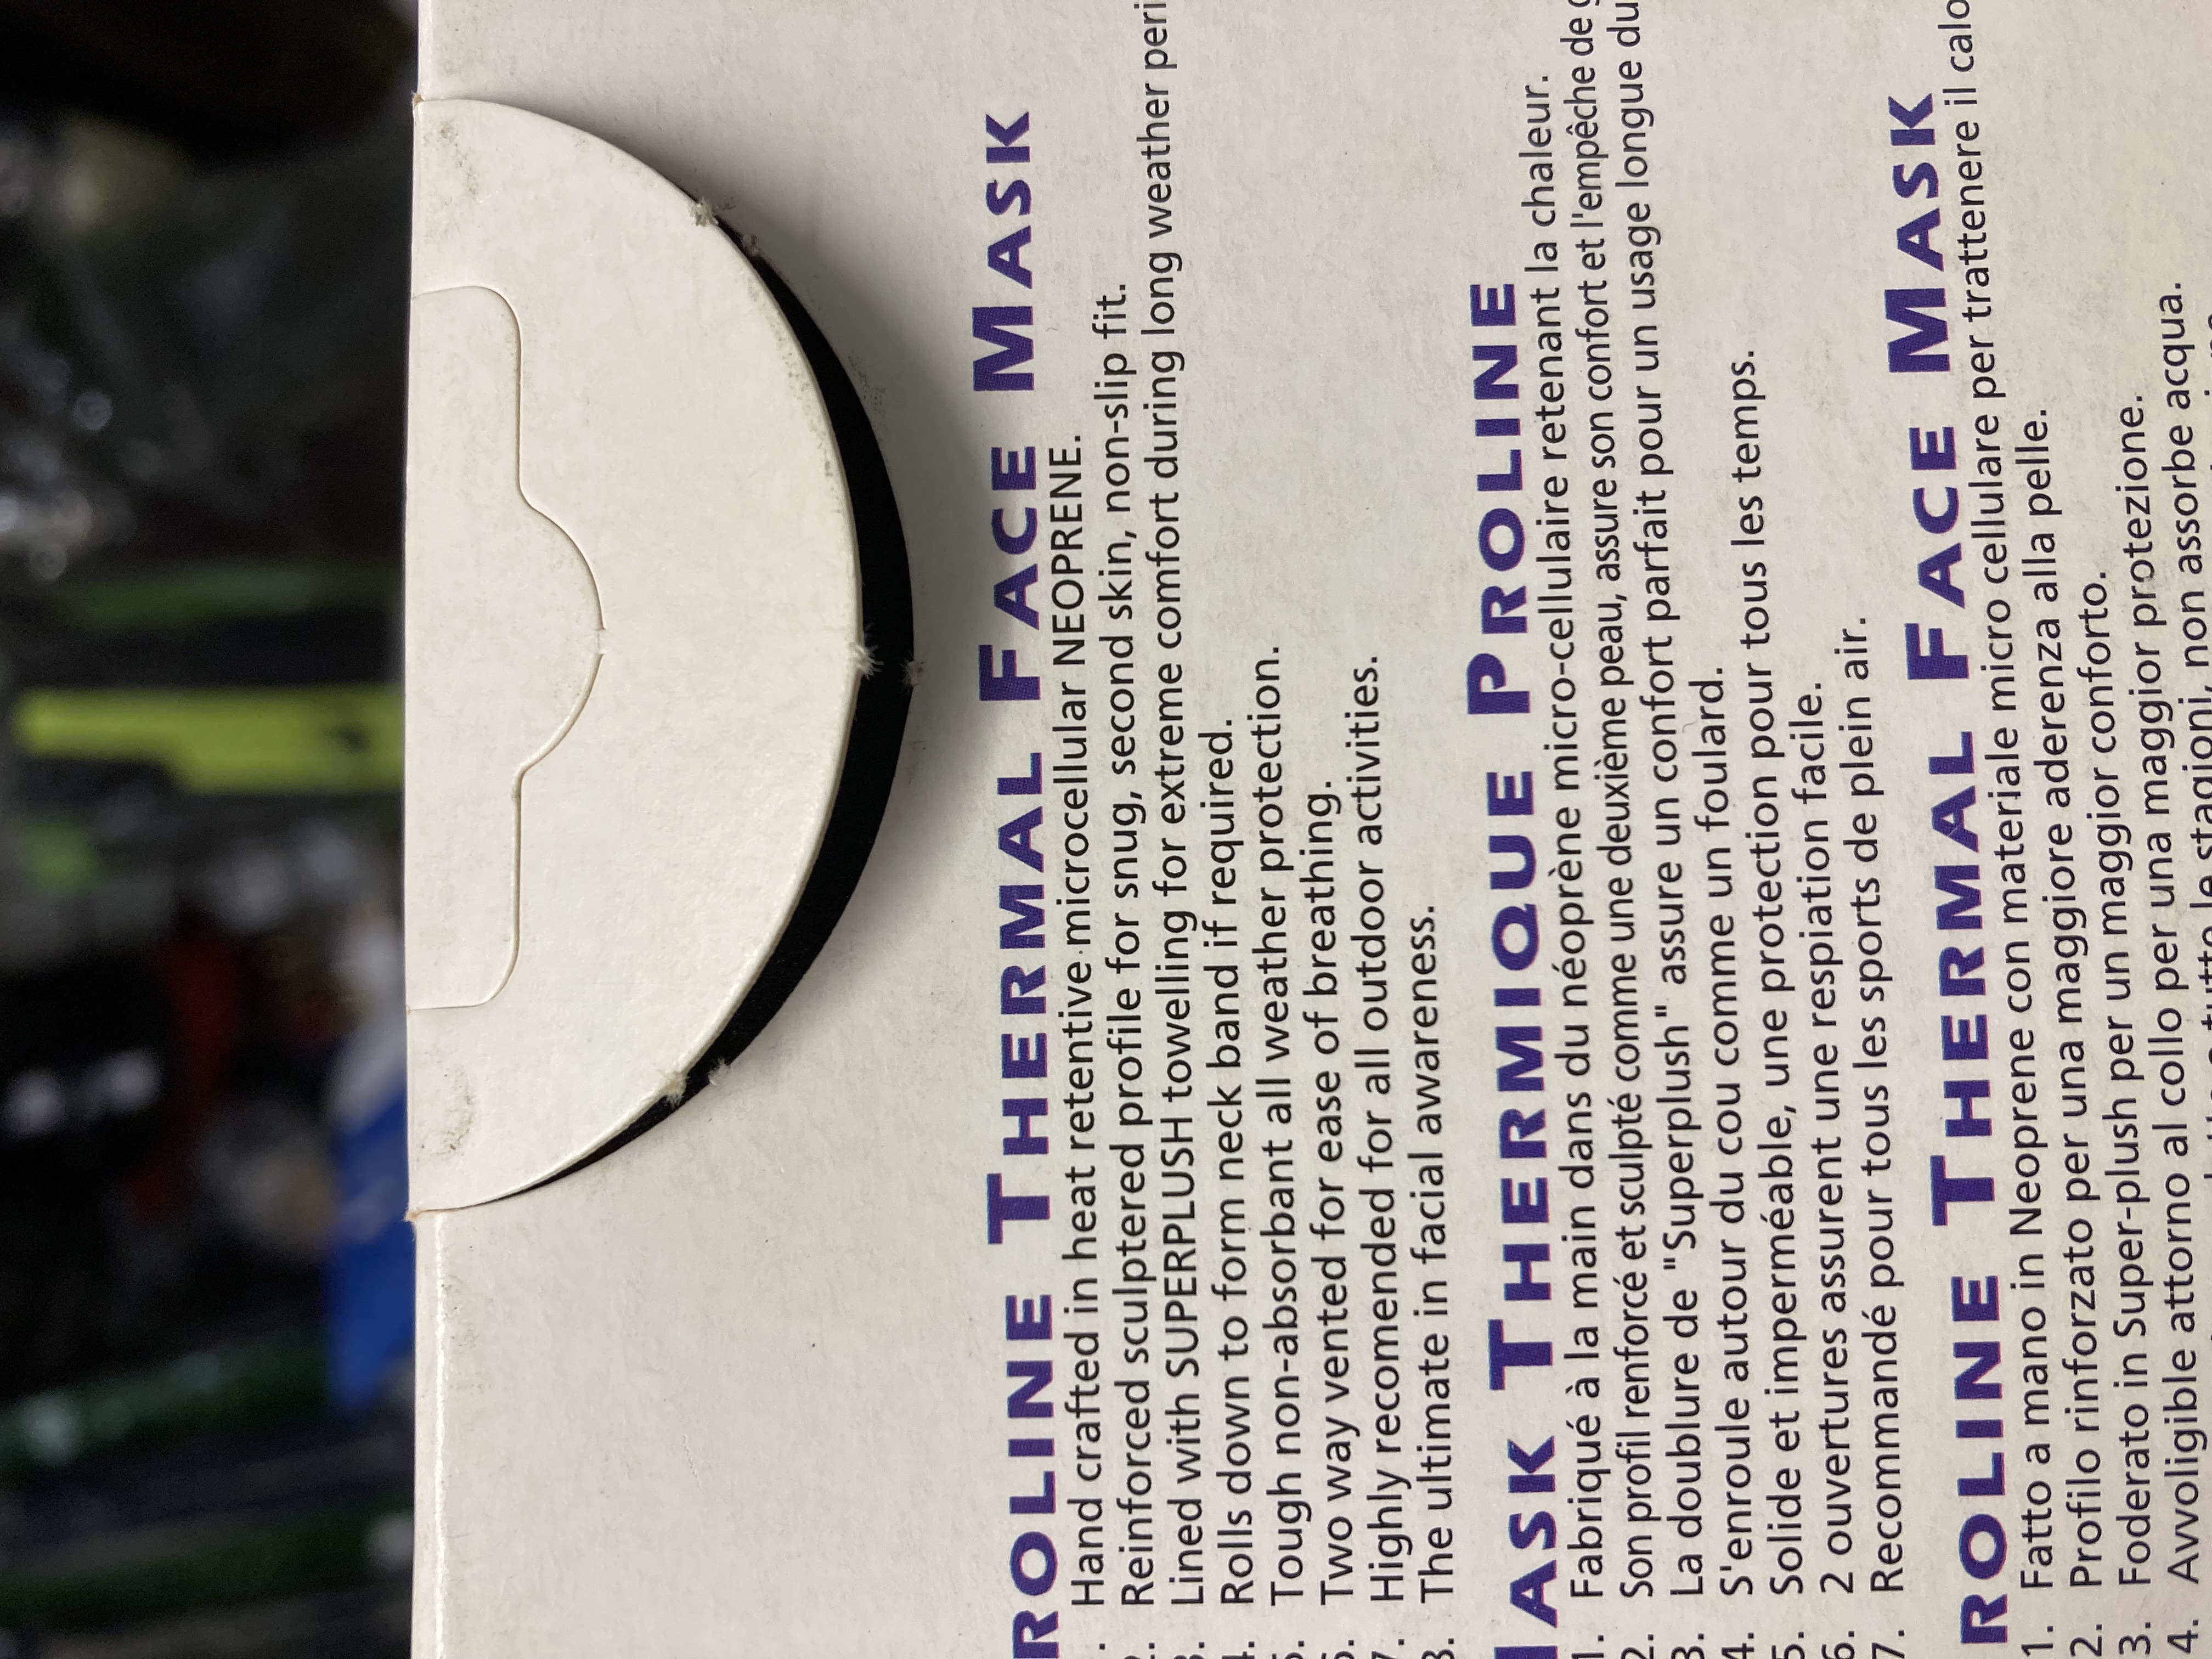 ROLINE THERMAL FACE MASK
. Hand crafted in heat retentive microcellular NEOPRENE.
. Reinforced sculptered profile for snug, second skin, non-slip fit.
. Lined with SUPERPLUSH towelling for extreme comfort during long weather peri
. Rolls down to form neck band if required.
. Tough non-absorbant all weather protection.
. Two way vented for ease of breathing.
. Highly recomended for all outdoor activities.
8. The ultimate in facial awareness.
ASK THERMIQUE PROLINE
1. Fabriqué à la main dans du néoprène micro-cellulaire retenant la chaleur.
2. Son profil renforcé et sculpté comme une deuxième peau, assure son confort et l'empêche de g
3. La doublure de "Superplush" assure un confort parfait pour un usage longue du
4. S'enroule autour du cou comme un foulard.
5. Solide et imperméable, une protection pour tous les temps.
6. 2 ouvertures assurent une respiation facile.
7. Recommandé pour tous les sports de plein air.
ROLINE THERMAL FACE MASK
1. Fatto a mano in Neoprene con materiale micro cellulare per trattenere il calo
2. Profilo rinforzato per una maggiore aderenza alla pelle.
3. Foderato in Super-plush per un maggior conforto.
4. Avvoligible attorno al collo per una maggior protezione.
le stagioni, non assorbe acqua.